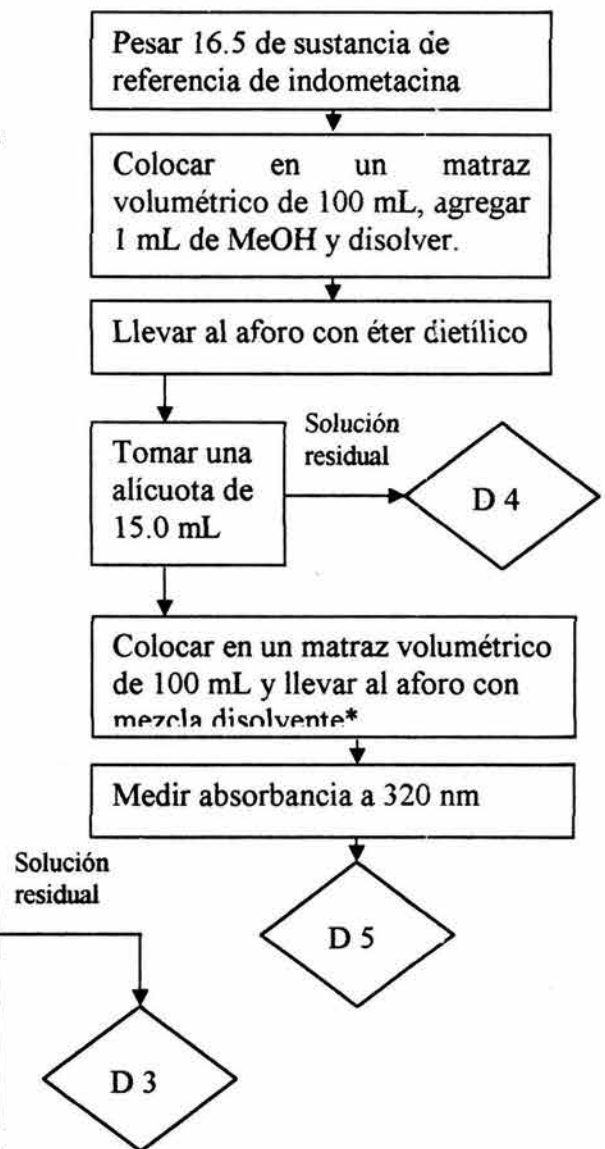 Pesar 16.5 de sustancia de
referencia de indometacina
Colocar en un matraz
volumétrico de 100 mL, agregar
1 mL de MeOH y disolver.
Llevar al aforo con éter dietílico
Tomar una
alícuota de
15.0 mL
Solución
residual
D 4
Colocar en un matraz volumétrico
de 100 mL y llevar al aforo con
mezcla disolvente*
Medir absorbancia a 320 nm
Solución
residual
D 5
D 3